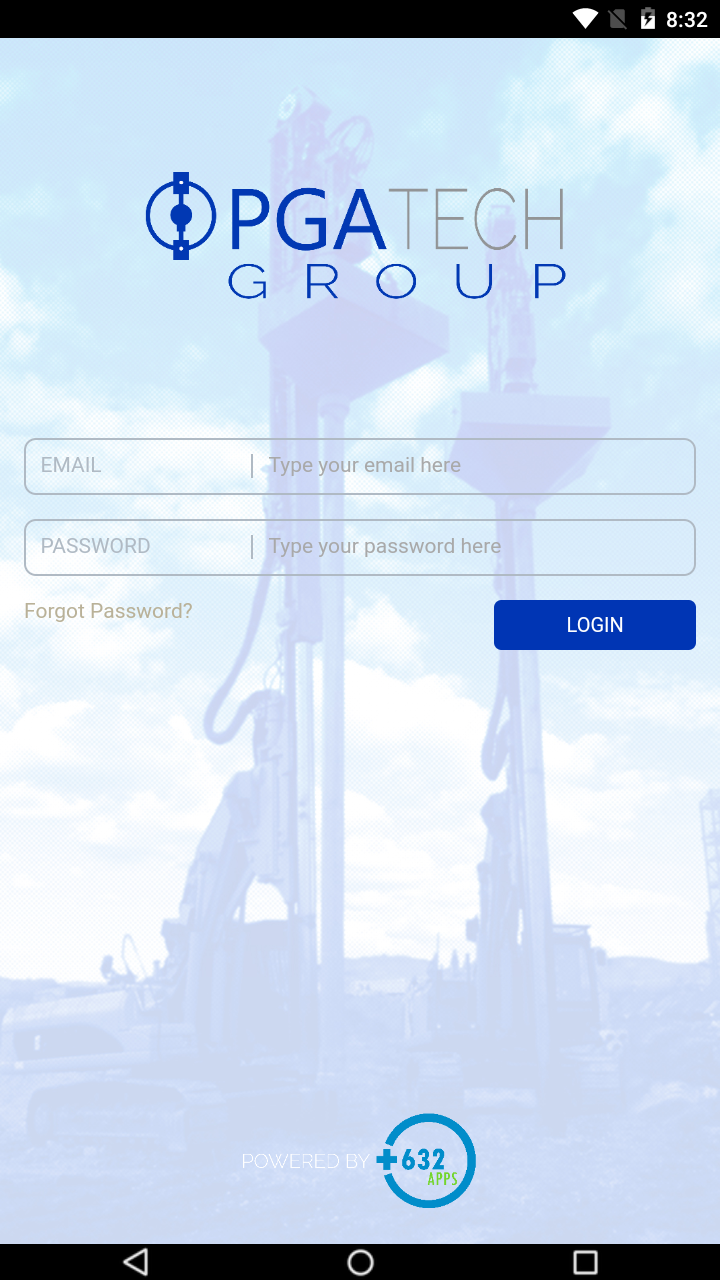 8:32
PGATECH
GROUP
EMAIL Type your email here
PASSWORD Type your password here
Forgot Password? LOGIN
POWERED BY +632
APPS